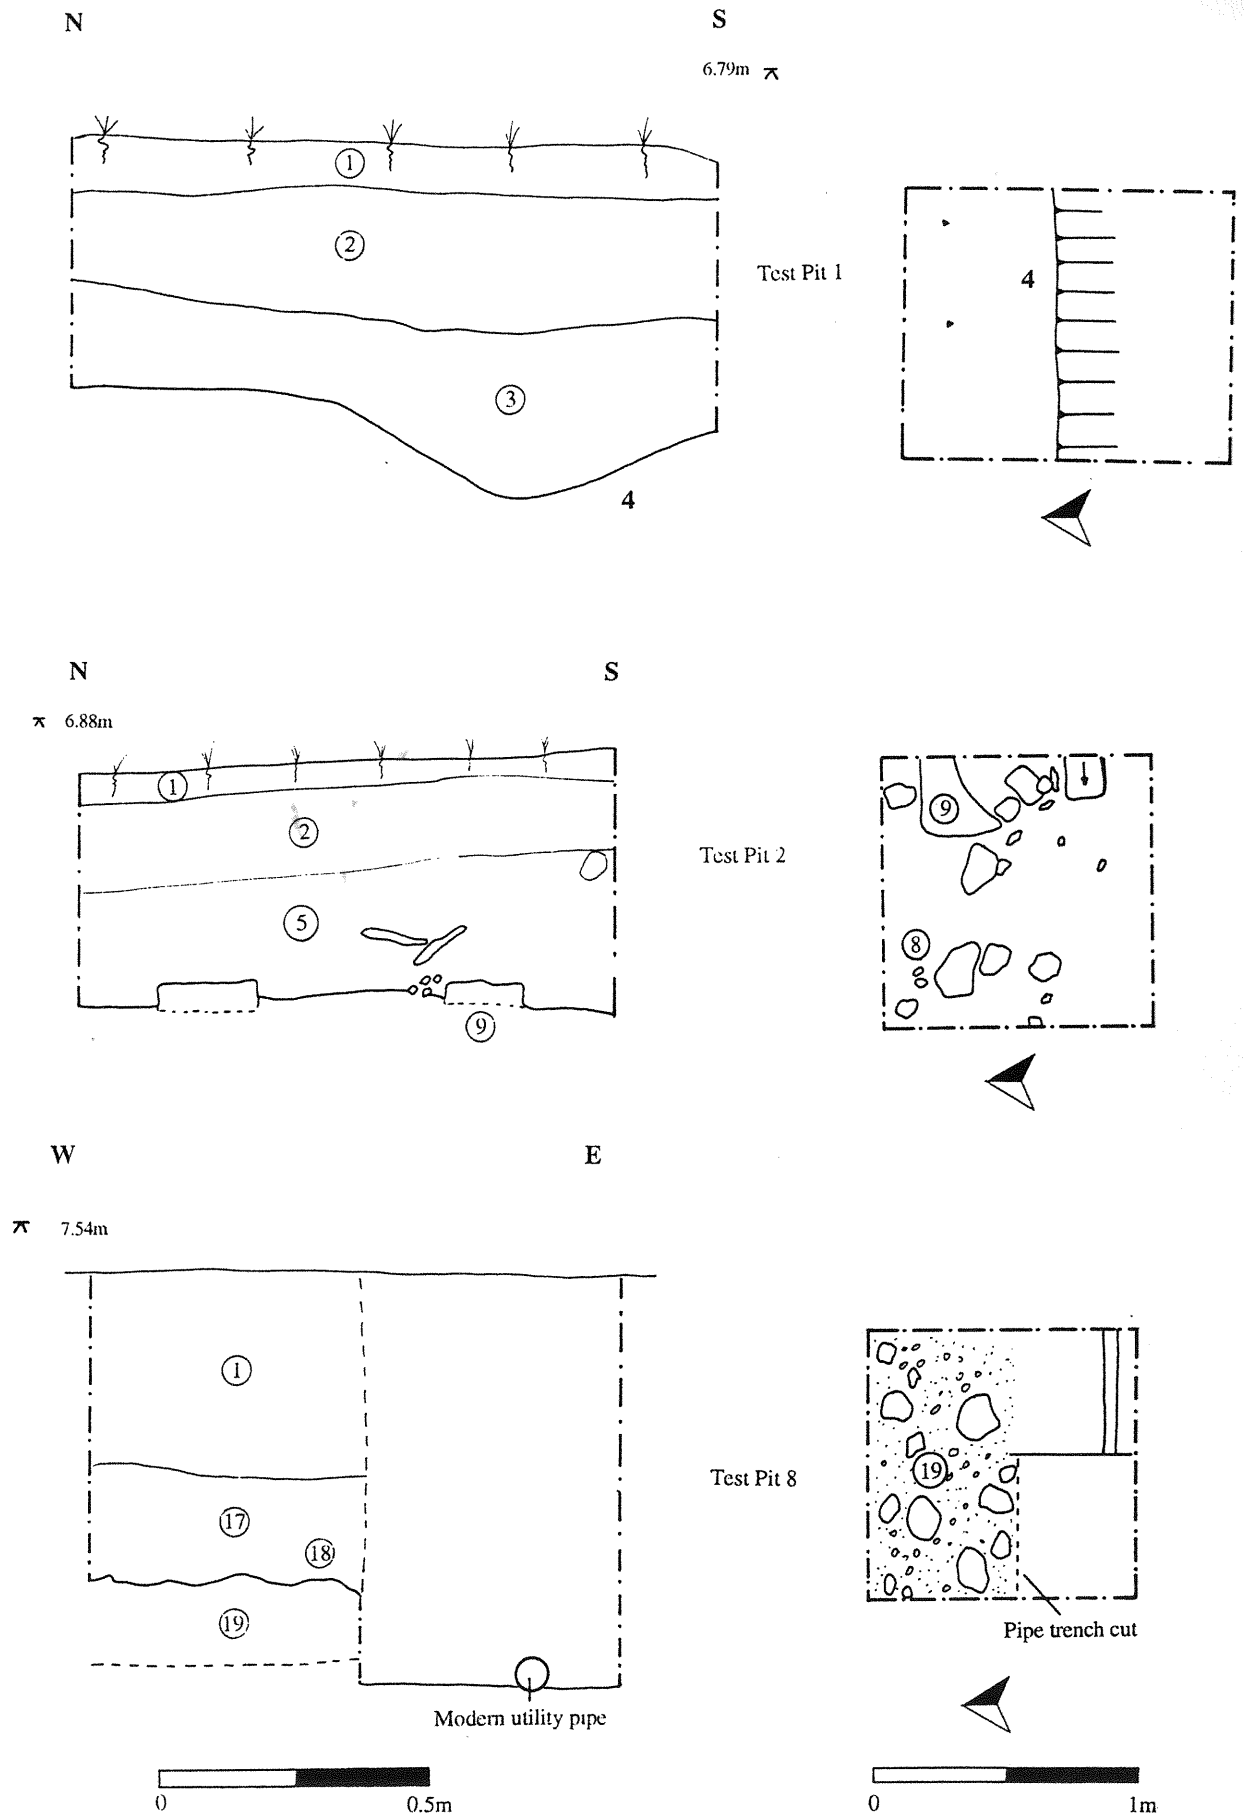 N S
6.79m
1
2
Test Pit 1
4
3
4
N S
6.88m
1
2
9
Test Pit 2
5
8
9
W E
7.54m
1
17
Test Pit 8
19
18
19
Pipe trench cut
Modern utility pipe
0 0.5m
0 1m